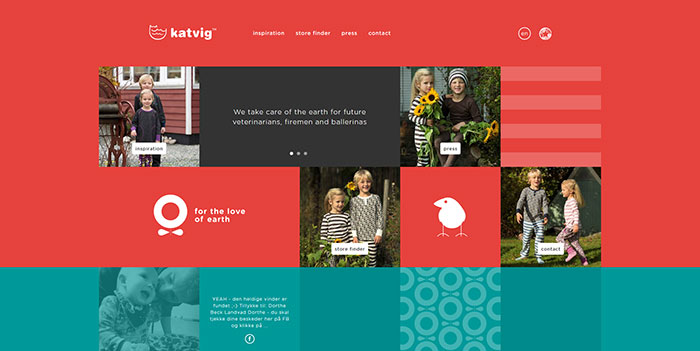 katvig™
inspiration store finder press contact
en
We take care of the earth for future
veterinarians, firemen and ballerinas
inspiration
press
for the love
of earth
store finder
contact
YEAH - den heldige vinder er
fundet ;-) Tillykke til: Dorthe
Beck Landvad Dorthe - du skal
tjekke dine beskeder her på FB
og klikke på ...
f